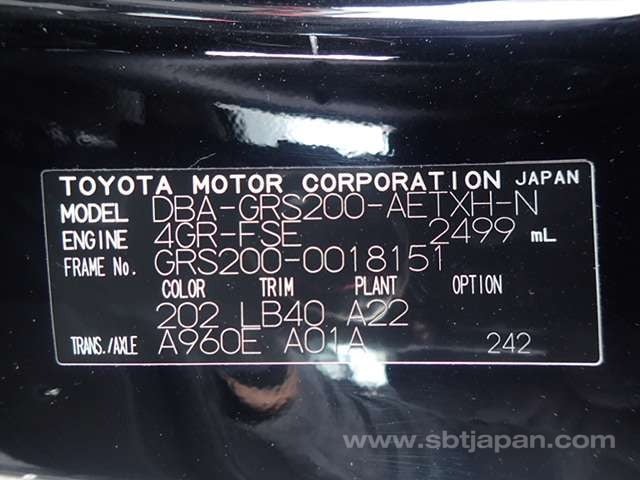 TOYOTA MOTOR CORPORATION JAPAN
MODEL DBA-GRS200-AETXH-N
ENGINE 4GR-FSE 2499 mL
FRAME No. GRS200-0018151
COLOR TRIM PLANT OPTION
202 LB40 A22
TRANS./AXLE A960E A01A 242
www.sbtjapan.com